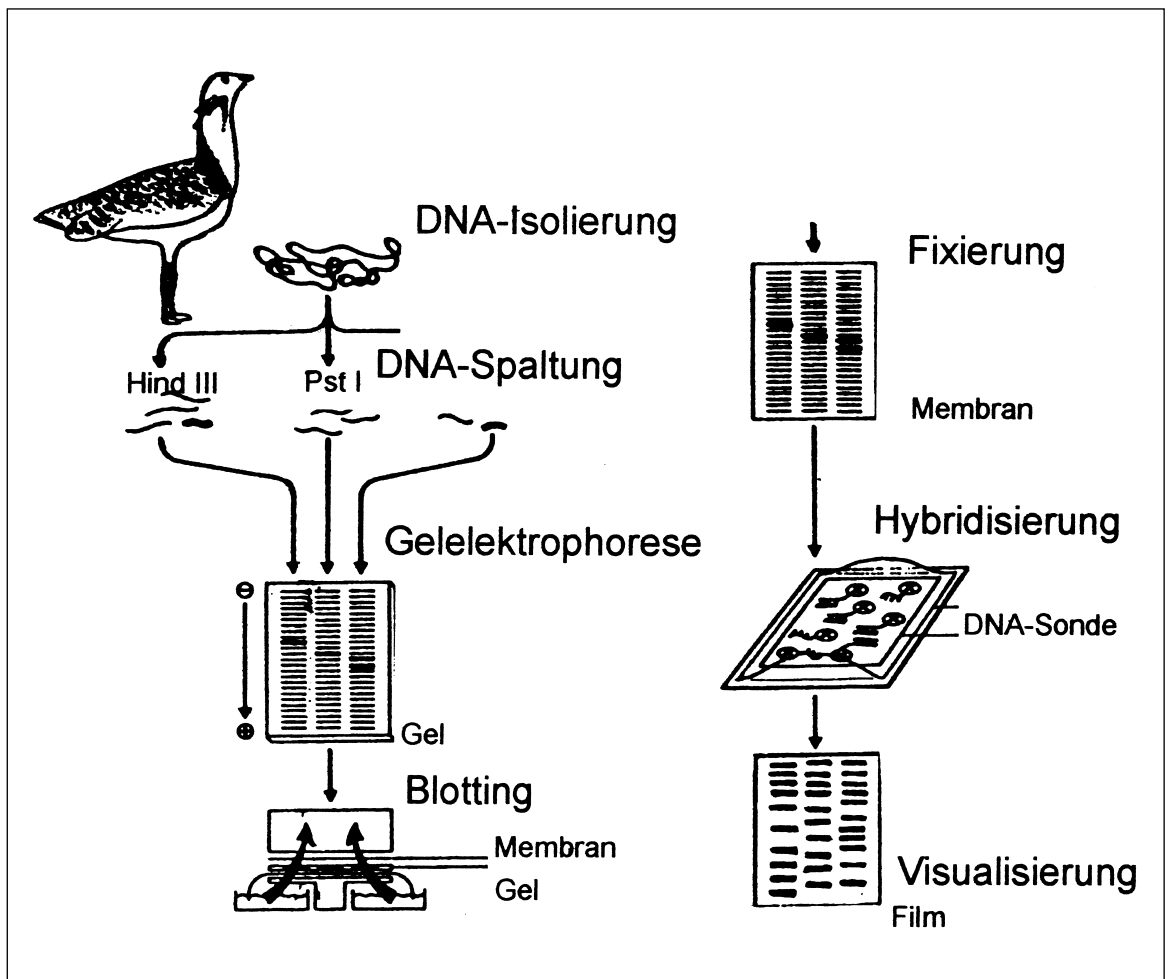 DNA-Isolierung
DNA-Spaltung
Hind III
Pst I
Gelelektrophorese
⊖
⊕
Gel
Blotting
Membran
Gel
Fixierung
Membran
Hybridisierung
DNA-Sonde
Visualisierung
Film